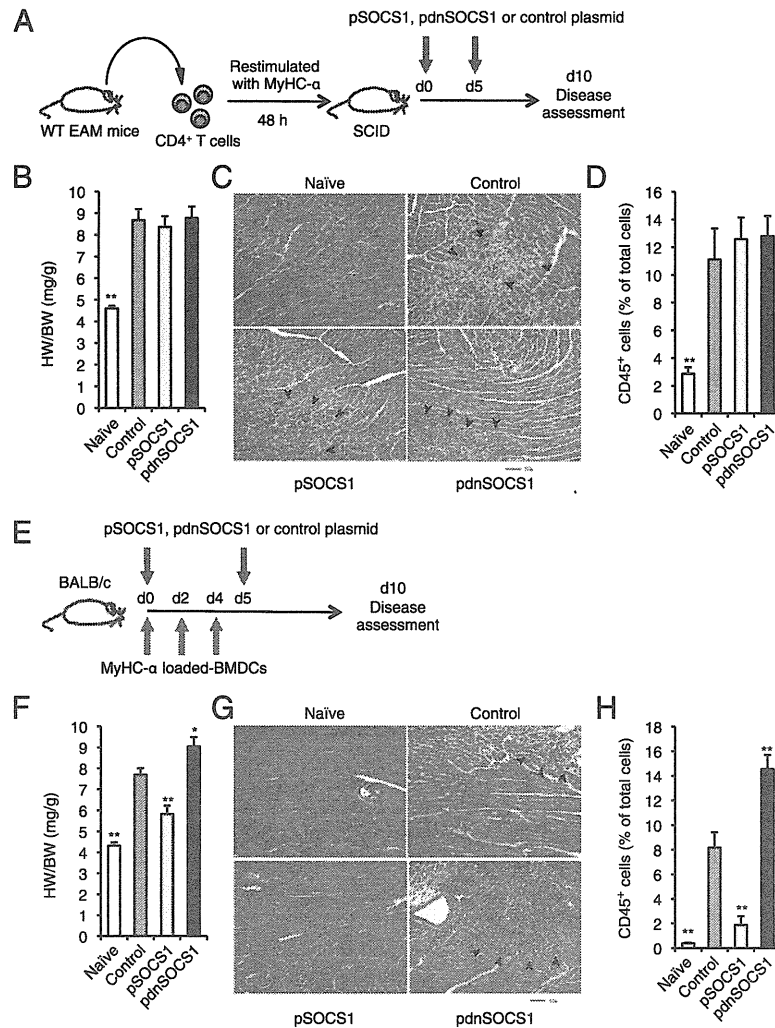 A
pSOCS1, pdnSOCS1 or control plasmid
WT EAM mice
CD4⁺ T cells
Restimulated
with MyHC-α
48 h
SCID
d0
d5
d10
Disease
assessment
B
HW/BW (mg/g)
10
9
8
7
6
5
4
3
2
1
0
**
Naïve
Control
pSOCS1
pdnSOCS1
C
Naïve
Control
pSOCS1
pdnSOCS1
D
CD45⁺ cells (% of total cells)
16
14
12
10
8
6
4
2
0
**
Naïve
Control
pSOCS1
pdnSOCS1
E
pSOCS1, pdnSOCS1 or control plasmid
BALB/c
d0
d2
d4
d5
d10
Disease
assessment
MyHC-α loaded-BMDCs
F
HW/BW (mg/g)
10
9
8
7
6
5
4
3
2
1
0
**
**
*
Naïve
Control
pSOCS1
pdnSOCS1
G
Naïve
Control
pSOCS1
pdnSOCS1
H
CD45⁺ cells (% of total cells)
18
16
14
12
10
8
6
4
2
0
**
**
**
Naïve
Control
pSOCS1
pdnSOCS1